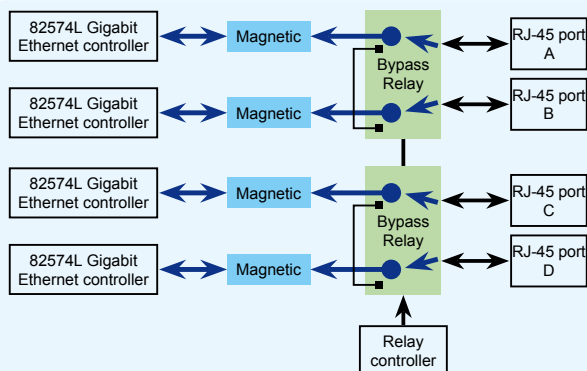 82574L Gigabit
Ethernet controller
Magnetic
Bypass
Relay
RJ-45 port
A
82574L Gigabit
Ethernet controller
Magnetic
RJ-45 port
B
82574L Gigabit
Ethernet controller
Magnetic
Bypass
Relay
RJ-45 port
C
82574L Gigabit
Ethernet controller
Magnetic
RJ-45 port
D
Relay
controller